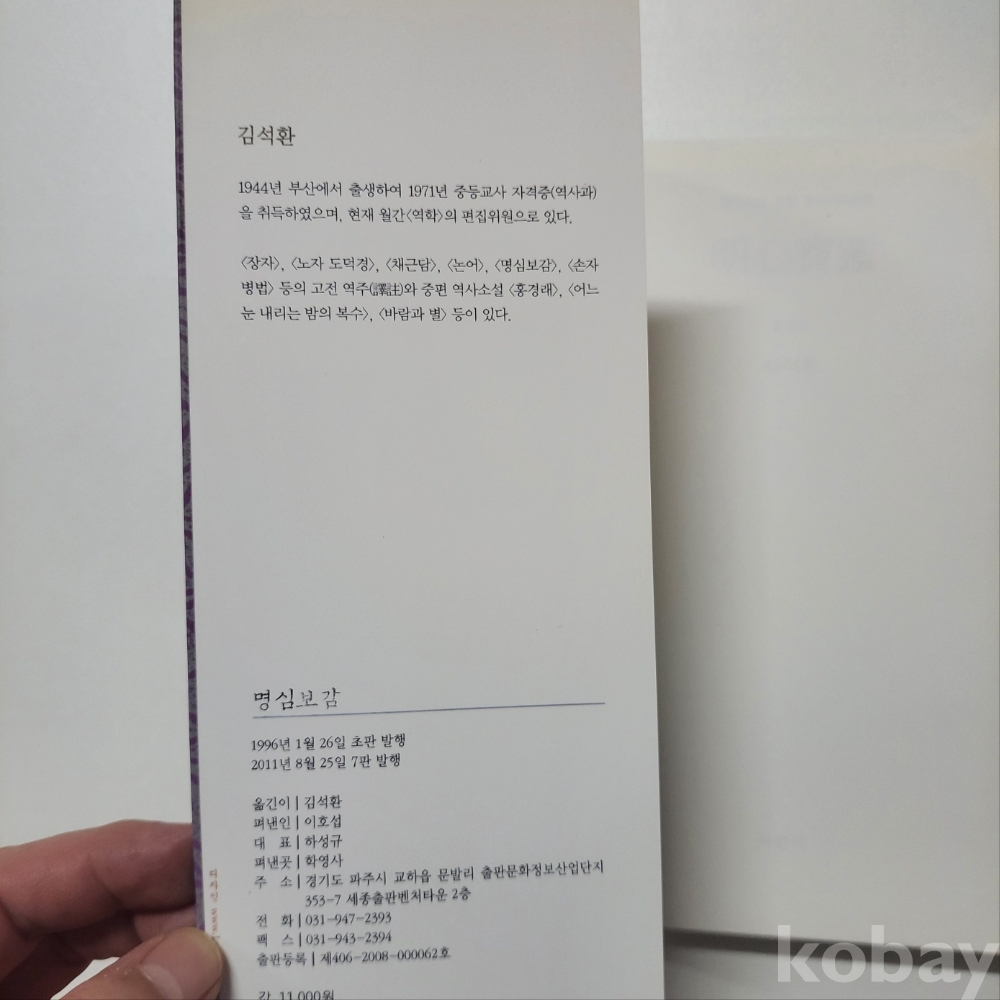 김석환
1944년 부산에서 출생하여 1971년 중등교사 자격증(역사과)
을 취득하였으며, 현재 월간〈역학〉의 편집위원으로 있다.
〈장자〉, 〈노자 도덕경〉, 〈채근담〉, 〈논어〉, 〈명심보감〉, 〈손자
병법〉 등의 고전 역주(譯註)와 중편 역사소설 〈홍경래〉, 〈어느
눈 내리는 밤의 복수〉, 〈바람과 별〉 등이 있다.
명심보감
1996년 1월 26일 초판 발행
2011년 8월 25일 7판 발행
옮긴이 | 김석환
펴낸인 | 이호섭
대 표 | 하성규
펴낸곳 | 학영사
주 소 | 경기도 파주시 교하읍 문발리 출판문화정보산업단지
353-7 세종출판벤처타운 2층
전 화 | 031-947-2393
팩 스 | 031-943-2394
출판등록 | 제406-2008-000062호
값 11,000원
디자인
kobay